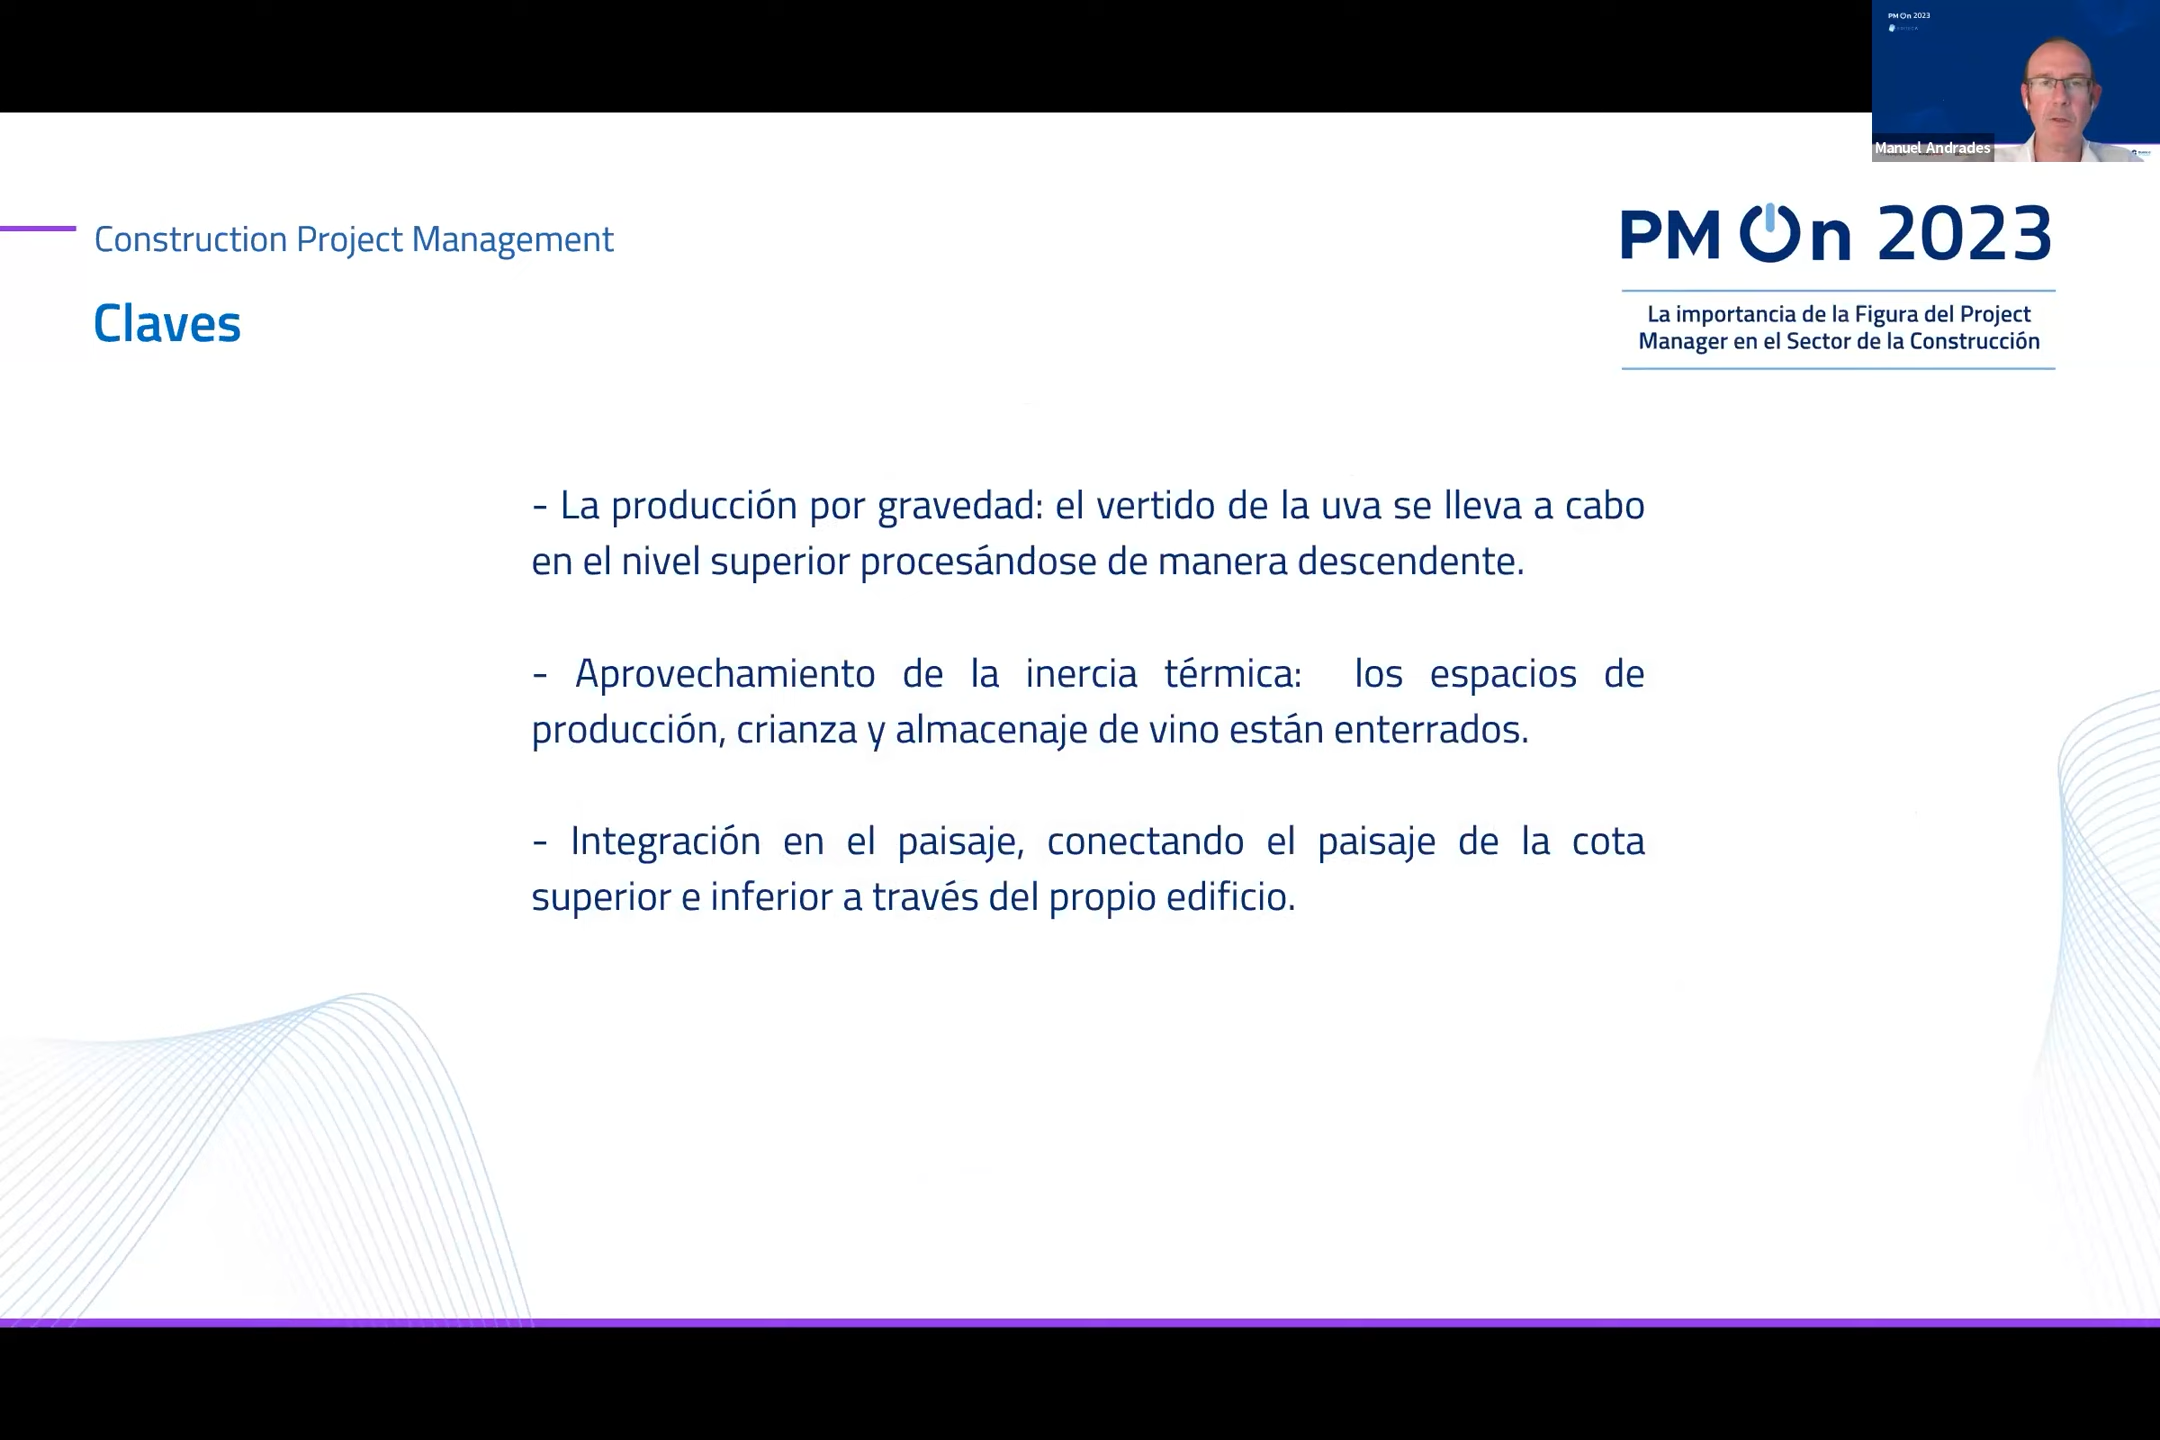 PM On 2023
Manuel Andrades
Construction Project Management
Claves
PM On 2023
La importancia de la Figura del Project
Manager en el Sector de la Construcción
- La producción por gravedad: el vertido de la uva se lleva a cabo
en el nivel superior procesándose de manera descendente.
- Aprovechamiento de la inercia térmica: los espacios de
producción, crianza y almacenaje de vino están enterrados.
- Integración en el paisaje, conectando el paisaje de la cota
superior e inferior a través del propio edificio.